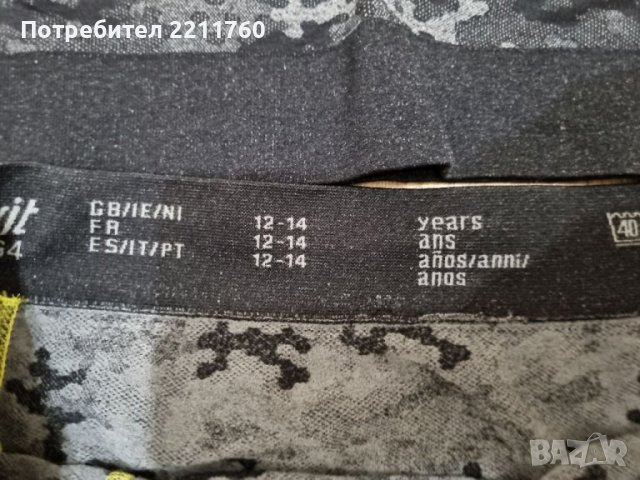 Потребител 2211760
GB/IE/NI 12-14 years
FR 12-14 ans
ES/IT/PT 12-14 años/anni/
anos
40
BAZAR